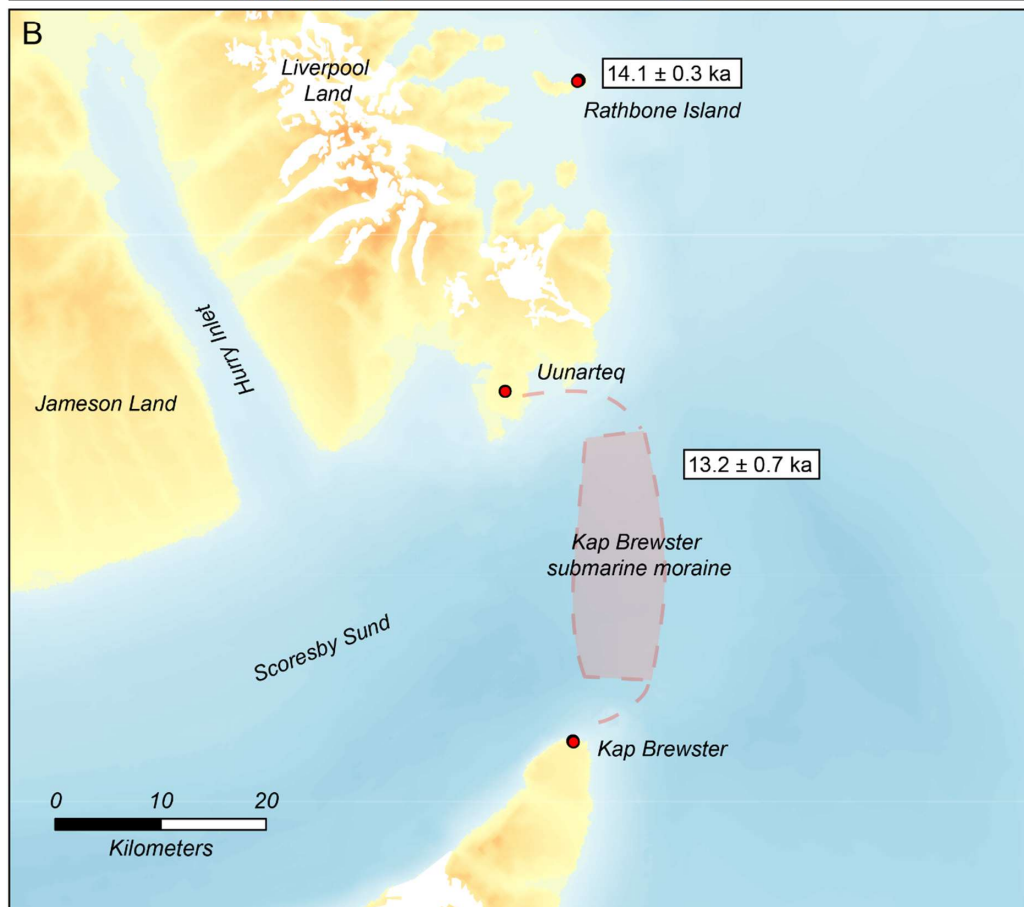 B
Liverpool
Land
14.1 ± 0.3 ka
Rathbone Island
Hurry Inlet
Uunarteq
Jameson Land
13.2 ± 0.7 ka
Kap Brewster
submarine moraine
Scoresby Sund
Kap Brewster
0 10 20
Kilometers